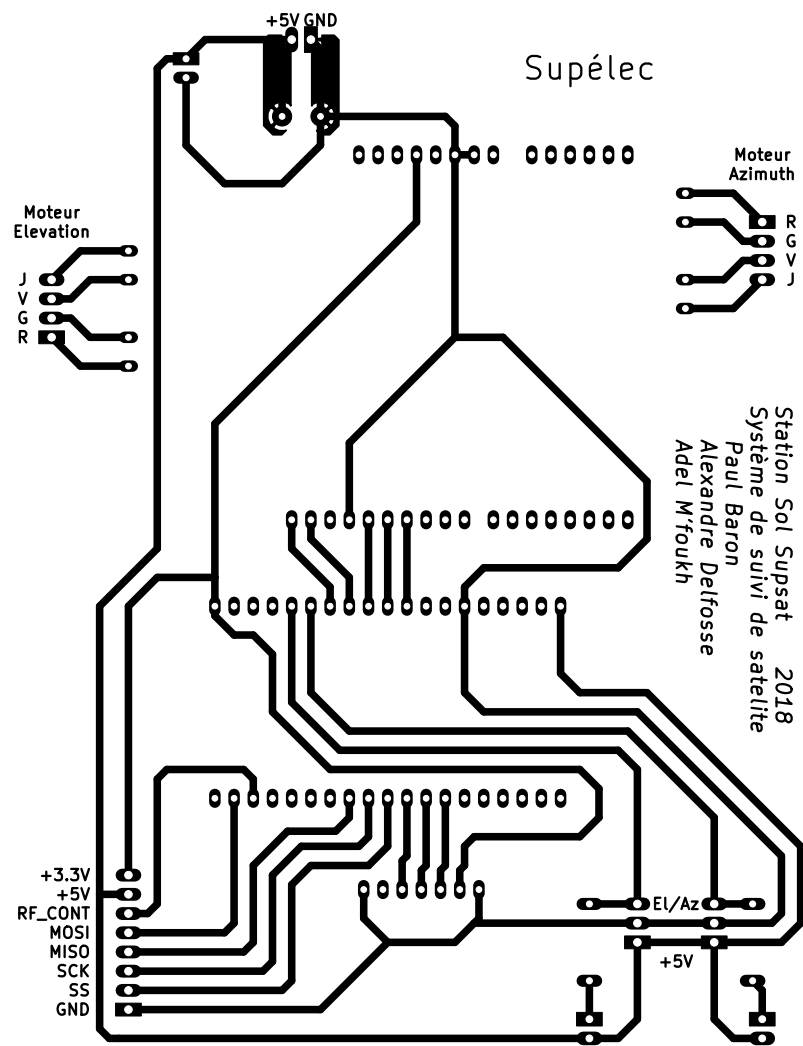 +5V GND
Supélec
Moteur
Azimuth
R
G
V
J
Moteur
Elevation
J
V
G
R
Station Sol Supsat 2018
Système de suivi de satelite
Paul Baron
Alexandre Delfosse
Adel M'foukh
+3.3V
+5V
RF_CONT
MOSI
MISO
SCK
SS
GND
El/Az
+5V